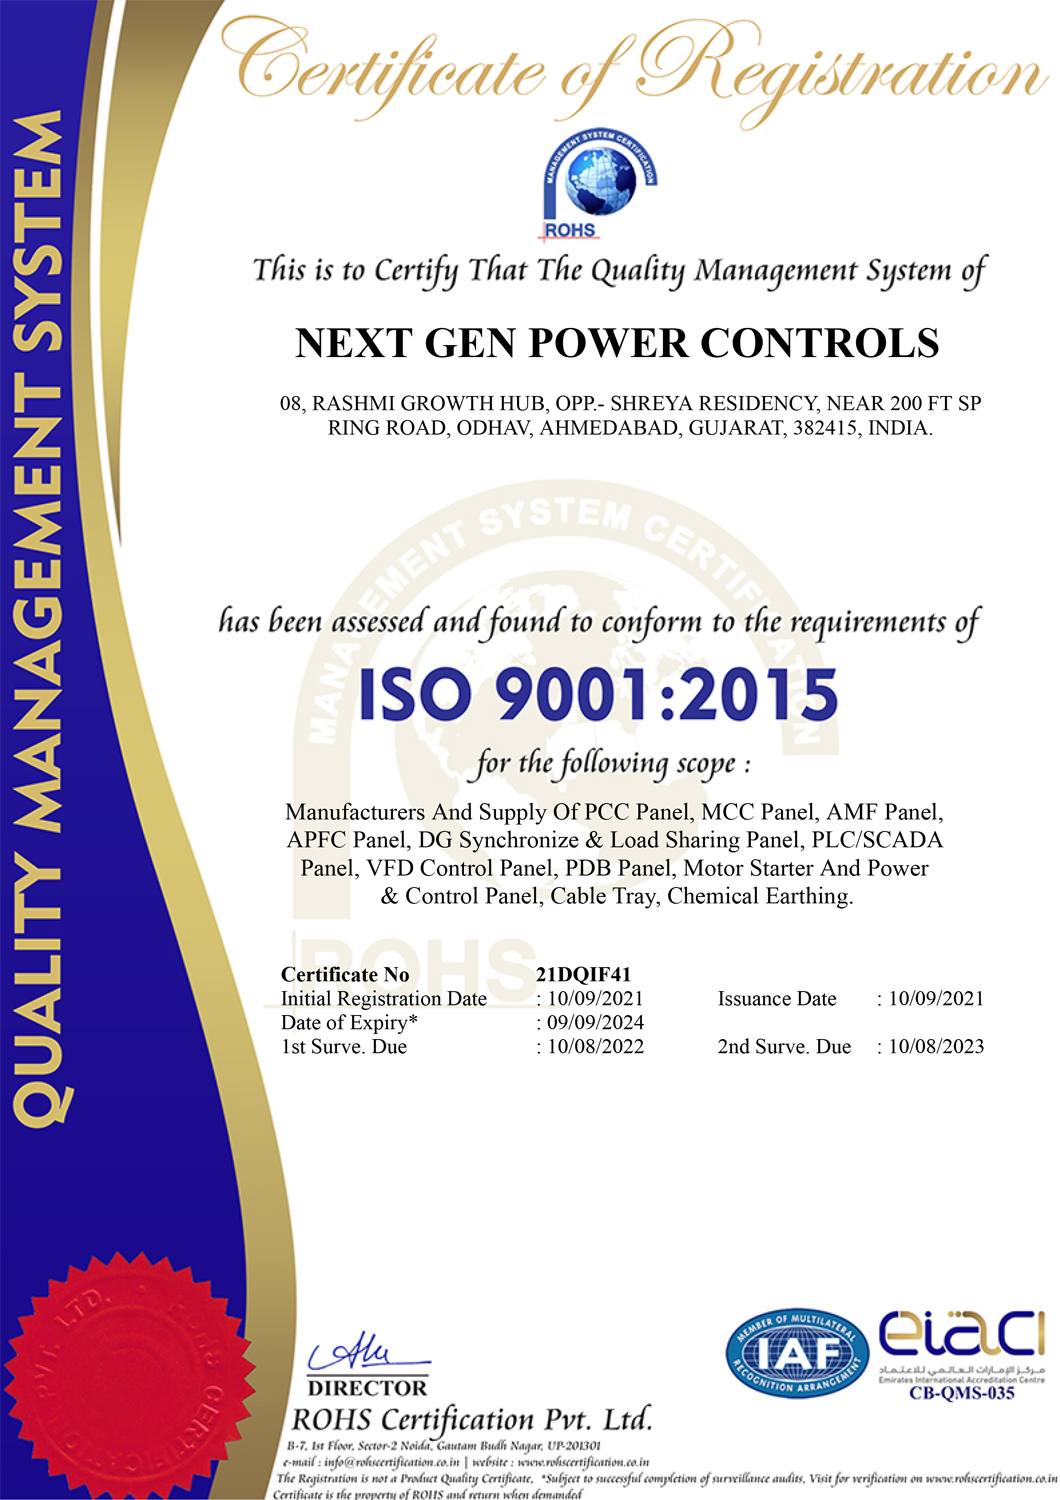 Certificate of Registration
QUALITY MANAGEMENT SYSTEM
MANAGEMENT SYSTEM CERTIFICATION
ROHS
This is to Certify That The Quality Management System of
NEXT GEN POWER CONTROLS
08, RASHMI GROWTH HUB, OPP.- SHREYA RESIDENCY, NEAR 200 FT SP
RING ROAD, ODHAV, AHMEDABAD, GUJARAT, 382415, INDIA.
MANAGEMENT SYSTEM CERTIFICATION
has been assessed and found to conform to the requirements of
ISO 9001:2015
for the following scope :
Manufacturers And Supply Of PCC Panel, MCC Panel, AMF Panel,
APFC Panel, DG Synchronize & Load Sharing Panel, PLC/SCADA
Panel, VFD Control Panel, PDB Panel, Motor Starter And Power
& Control Panel, Cable Tray, Chemical Earthing.
ROHS
Certificate No 21DQIF41
Initial Registration Date : 10/09/2021 Issuance Date : 10/09/2021
Date of Expiry* : 09/09/2024
1st Surve. Due : 10/08/2022 2nd Surve. Due : 10/08/2023
PVT. LTD. ROHS
DIRECTOR
ROHS Certification Pvt. Ltd.
B-7, 1st Floor, Sector-2 Noida, Gautam Budh Nagar, UP-201301
e-mail : info@rohscertification.co.in | website : www.rohscertification.co.in
MEMBER OF MULTILATERAL
IAF
RECOGNITION ARRANGEMENT
eiaci
مركز الإمارات العالمي للاعتماد
Emirates International Accreditation Centre
CB-QMS-035
The Registration is not a Product Quality Certificate, *Subject to successful completion of surveillance audits, Visit for verification on www.rohscertification.co.in
Certificate is the property of ROHS and return when demanded